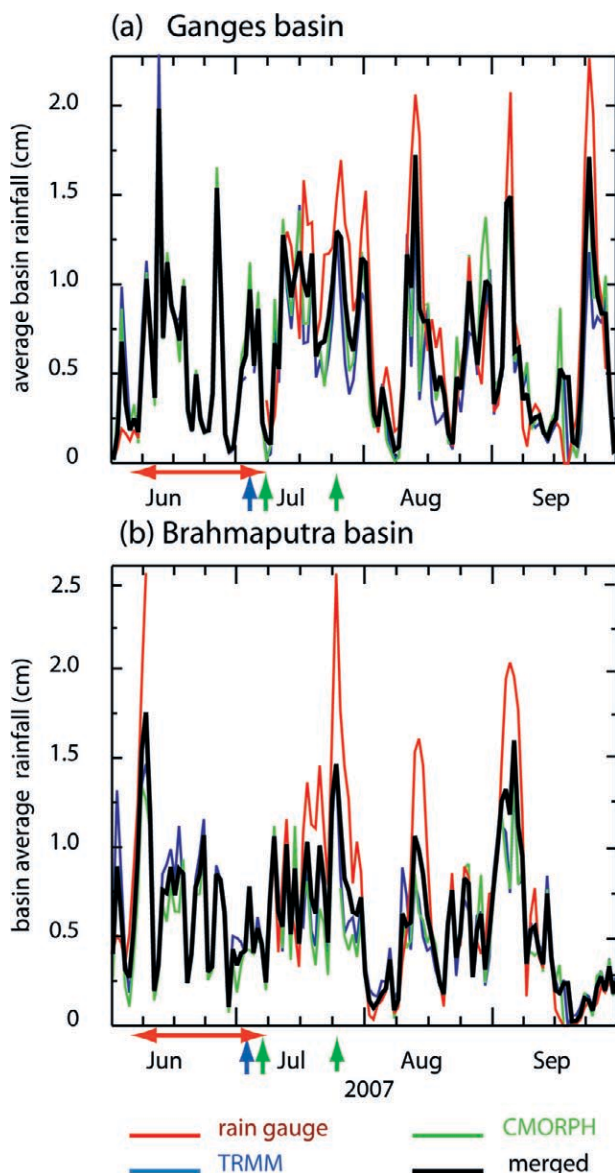 (a) Ganges basin
average basin rainfall (cm)
2.0
1.5
1.0
0.5
0
Jun Jul Aug Sep
(b) Brahmaputra basin
basin average rainfall (cm)
2.5
2.0
1.5
1.0
0.5
0
Jun Jul Aug Sep
2007
rain gauge CMORPH
TRMM merged